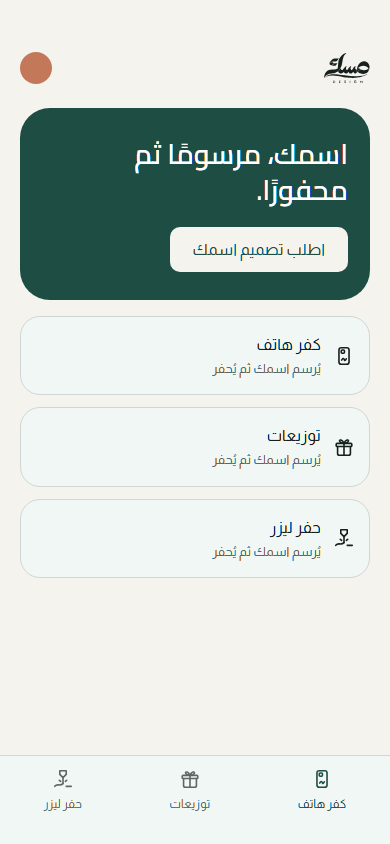 مسك
DESIGN
اسمك، مرسومًا ثم
محفورًا.
اطلب تصميم اسمك
كفر هاتف
يُرسم اسمك ثم يُحفر
توزيعات
يُرسم اسمك ثم يُحفر
حفر ليزر
يُرسم اسمك ثم يُحفر
كفر هاتف
توزيعات
حفر ليزر